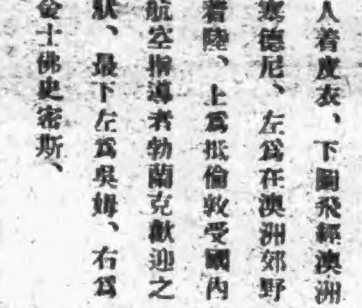 人着皮衣、下圖飛經澳洲
寒德尼、左爲在澳洲郊野
着陸、上爲抵倫敦受國內
航空指導者勃蘭克歡迎之
狀、最下左爲吳姆、右爲
金士佛史密斯、